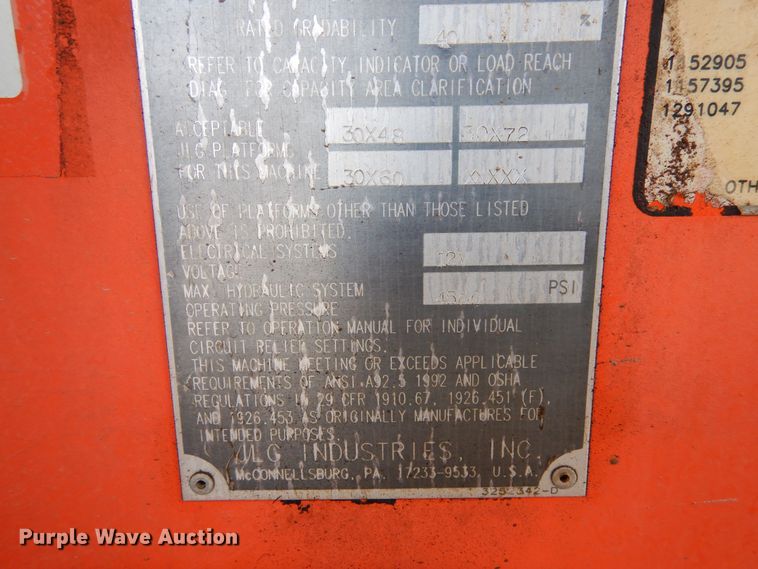 RATED GRADABILITY 40 %
REFER TO CAPACITY INDICATOR OR LOAD REACH
DIAG. FOR CAPACITY AREA CLARIFICATION
ACCEPTABLE 30X48 30X72
JLG PLATFORMS
FOR THIS MACHINE 30X60 XXXX
USE OF PLATFORMS OTHER THAN THOSE LISTED
ABOVE IS PROHIBITED.
ELECTRICAL SYSTEMS 12V
VOLTAGE
MAX. HYDRAULIC SYSTEM PSI
OPERATING PRESSURE
REFER TO OPERATION MANUAL FOR INDIVIDUAL
CIRCUIT RELIEF SETTINGS.
THIS MACHINE MEETING OR EXCEEDS APPLICABLE
REQUIREMENTS OF ANSI A92.5 1992 AND OSHA
REGULATIONS IN 29 CFR 1910.67, 1926.451 (F),
AND 1926.453 AS ORIGINALLY MANUFACTURES FOR
INTENDED PURPOSES.
JLG INDUSTRIES, INC.
McCONNELLSBURG, PA. 17233-9533, U.S.A.
3252342-D
1152905
1157395
1291047
OTH
Purple Wave Auction